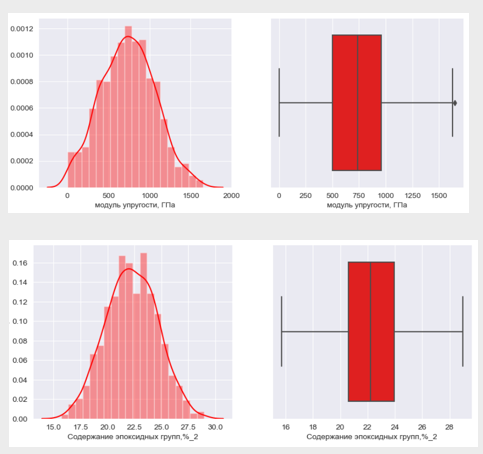 0.0012
0.0010
0.0008
0.0006
0.0004
0.0002
0.0000
0 500 1000 1500 2000
модуль упругости, ГПа
0 250 500 750 1000 1250 1500
модуль упругости, ГПа
0.16
0.14
0.12
0.10
0.08
0.06
0.04
0.02
0.00
15.0 17.5 20.0 22.5 25.0 27.5 30.0
Содержание эпоксидных групп,%_2
16 18 20 22 24 26 28
Содержание эпоксидных групп,%_2